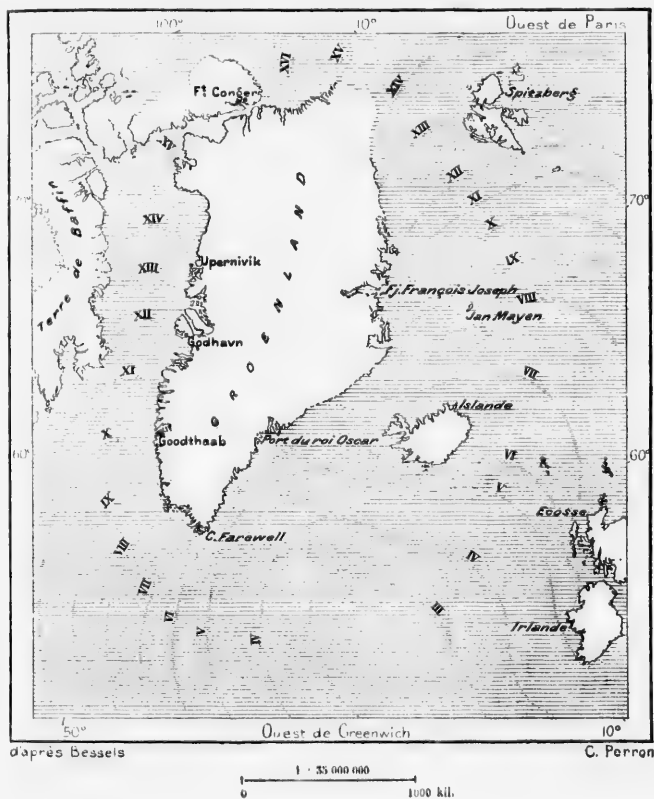 100° 10° Ouest de Paris
XVI
XV
XIV
Ft Conger
Spitzberg
XIII
XV
XII
70°
XI
70°
XIV
X
Terre de Baffin
GROENLAND
IX
XIII
Upernivik
Fj. François Joseph
VIII
XII
Jan Mayen
Godhavn
XI
VII
Islande
X
Goodthaab
Port du roi Oscar
60°
VI
60°
V
IX
C. Farewell
Ecosse
VIII
IV
VII
III
VI
V
IV
Irlande
50° Ouest de Greenwich 10°
d'après Bessels C. Perron
1 : 35 000 000
0 1000 kil.